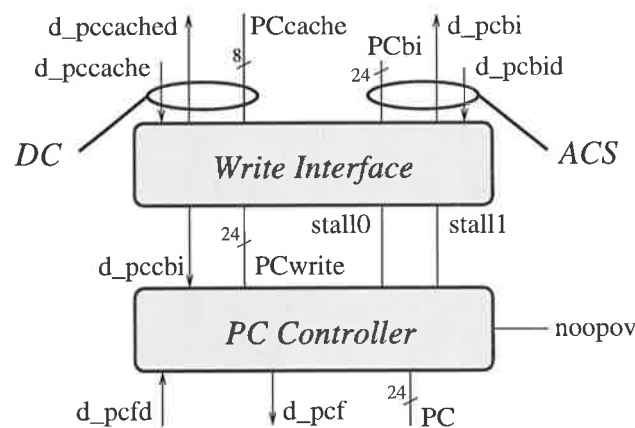 d_pccached
PCcache
d_pcbi
d_pccache
8
PCbi
24
d_pcbid
DC
Write Interface
ACS
24
stall0
stall1
d_pccbi
PCwrite
PC Controller
noopov
d_pcfd
d_pcf
24
PC